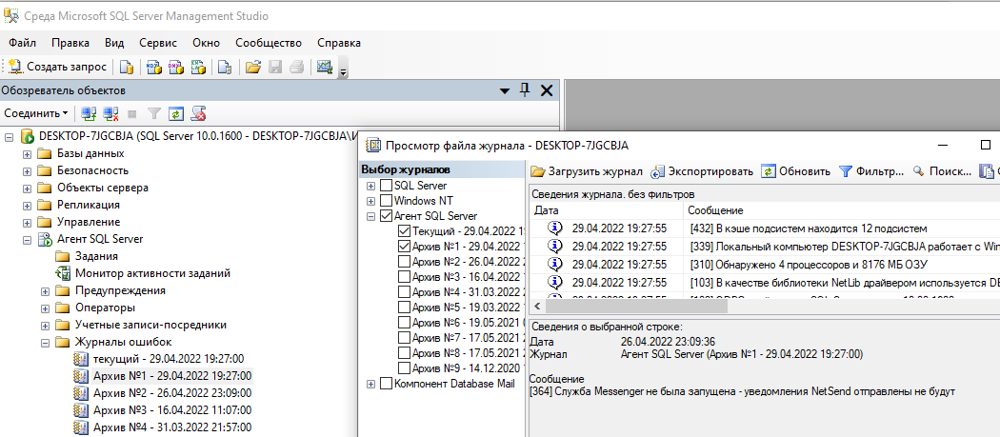 Среда Microsoft SQL Server Management Studio
Файл Правка Вид Сервис Окно Сообщество Справка
Создать запрос
Обозреватель объектов
Соединить
DESKTOP-7JGCBJA (SQL Server 10.0.1600 - DESKTOP-7JGCBJA\И
Базы данных
Безопасность
Объекты сервера
Репликация
Управление
Агент SQL Server
Задания
Монитор активности заданий
Предупреждения
Операторы
Учетные записи-посредники
Журналы ошибок
текущий - 29.04.2022 19:27:00
Архив №1 - 29.04.2022 19:27:00
Архив №2 - 26.04.2022 23:09:00
Архив №3 - 16.04.2022 11:07:00
Архив №4 - 31.03.2022 21:57:00
Просмотр файла журнала - DESKTOP-7JGCBJA
Выбор журналов
SQL Server
Windows NT
Агент SQL Server
Текущий - 29.04.2022 19
Архив №1 - 29.04.2022
Архив №2 - 26.04.2022
Архив №3 - 16.04.2022
Архив №4 - 31.03.2022
Архив №5 - 19.03.2022
Архив №6 - 19.05.2021
Архив №7 - 17.05.2021
Архив №8 - 17.05.2021
Архив №9 - 14.12.2020
Компонент Database Mail
Загрузить журнал Экспортировать Обновить Фильтр... Поиск...
Сведения журнала. без фильтров
Дата Сообщение
29.04.2022 19:27:55 [432] В кэше подсистем находится 12 подсистем
29.04.2022 19:27:55 [339] Локальный компьютер DESKTOP-7JGCBJA работает с Win
29.04.2022 19:27:55 [310] Обнаружено 4 процессоров и 8176 МБ ОЗУ
29.04.2022 19:27:55 [103] В качестве библиотеки NetLib драйвером используется DE
Сведения о выбранной строке:
Дата 26.04.2022 23:09:36
Журнал Агент SQL Server (Архив №1 - 29.04.2022 19:27:00)
Сообщение
[364] Служба Messenger не была запущена - уведомления NetSend отправлены не будут